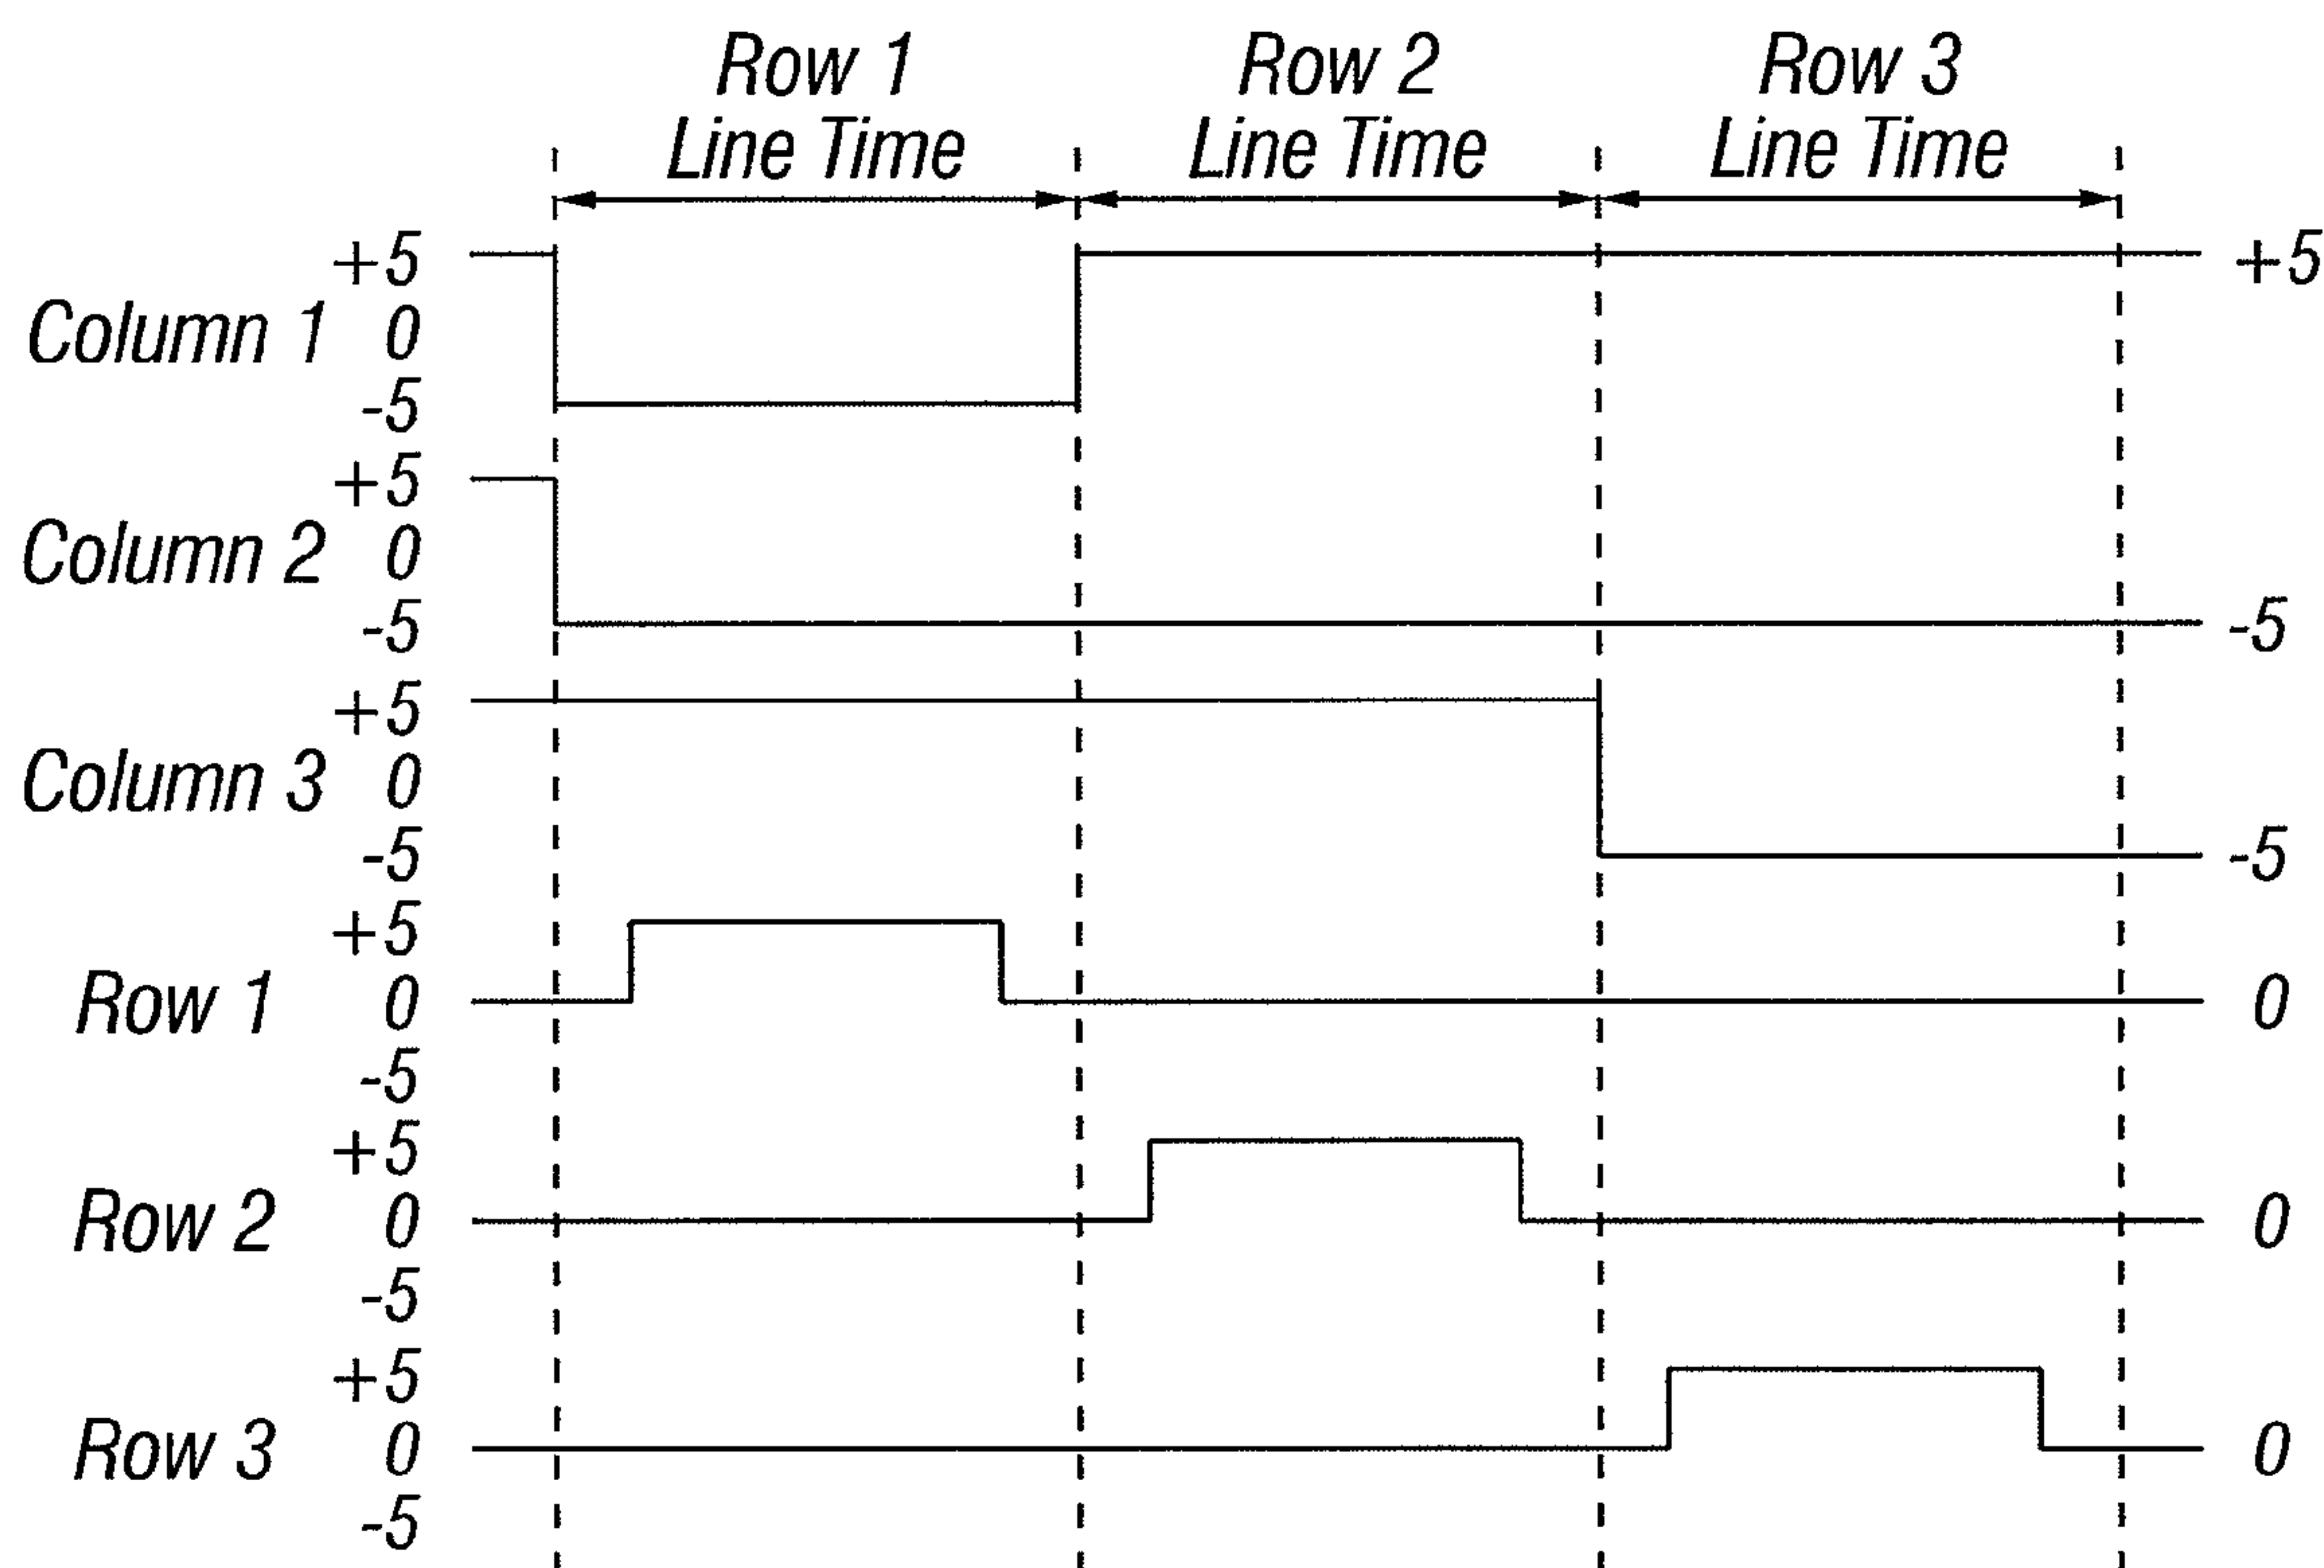 Row 1 Row 2 Row 3
Line Time Line Time Line Time
+5 +5
Column 1 0
-5
+5
Column 2 0
-5 -5
+5
Column 3 0
-5 -5
+5
Row 1 0 0
-5
+5
Row 2 0 0
-5
+5
Row 3 0 0
-5